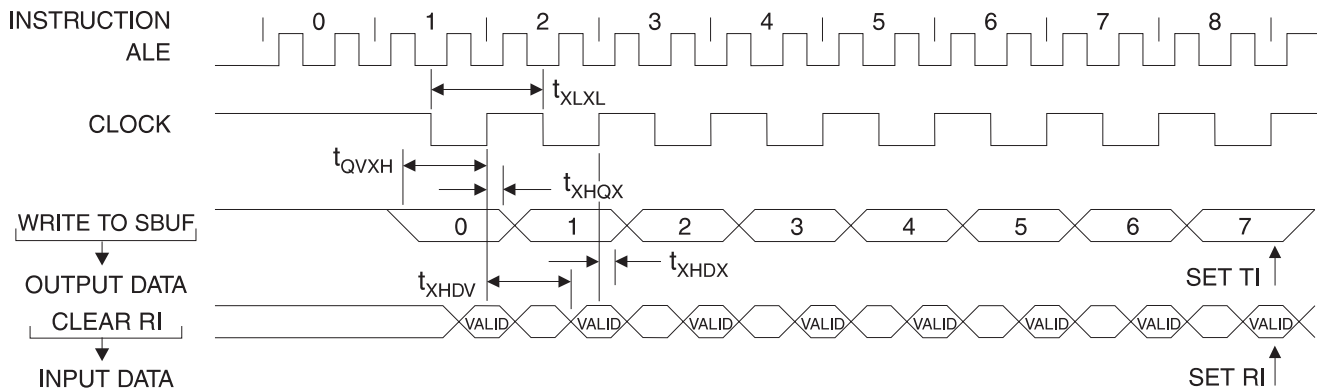 INSTRUCTION 0 1 2 3 4 5 6 7 8
ALE
tXLXL
CLOCK
tQVXH
tXHQX
WRITE TO SBUF 0 1 2 3 4 5 6 7
tXHDX
OUTPUT DATA
tXHDV
SET TI
CLEAR RI VALID VALID VALID VALID VALID VALID VALID VALID
INPUT DATA
SET RI